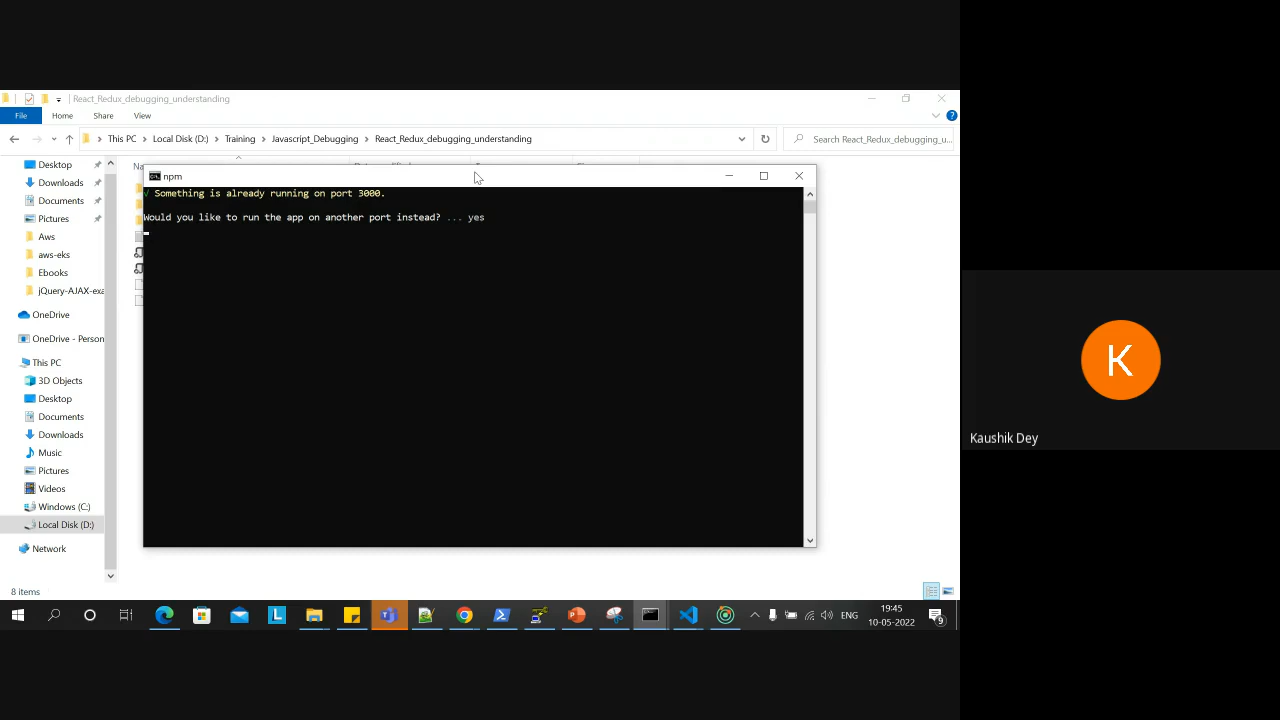 React_Redux_debugging_understanding
File Home Share View
This PC Local Disk (D:) Training Javascript_Debugging React_Redux_debugging_understanding
Search React_Redux_debugging_u...
Desktop
Downloads
Documents
Pictures
Aws
aws-eks
Ebooks
jQuery-AJAX-exa
OneDrive
OneDrive - Person
This PC
3D Objects
Desktop
Documents
Downloads
Music
Pictures
Videos
Windows (C:)
Local Disk (D:)
Network
npm
√ Something is already running on port 3000.
Would you like to run the app on another port instead? ... yes
8 items
L
ENG
19:45
10-05-2022
9
K
Kaushik Dey